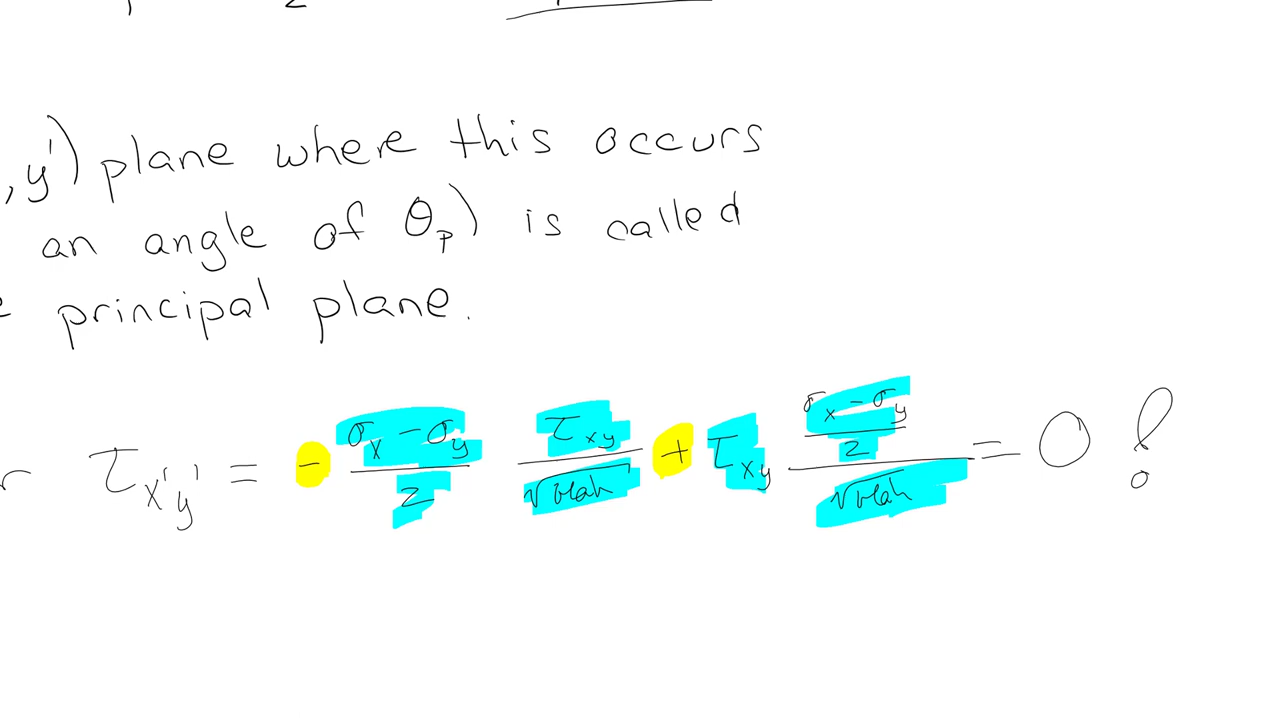 2
, y') plane where this occurs
an angle of θp) is called
principal plane.
r τx'y' = - σx - σy / 2 τxy / √blah + τxy (σx - σy / 2) / √blah = 0 !